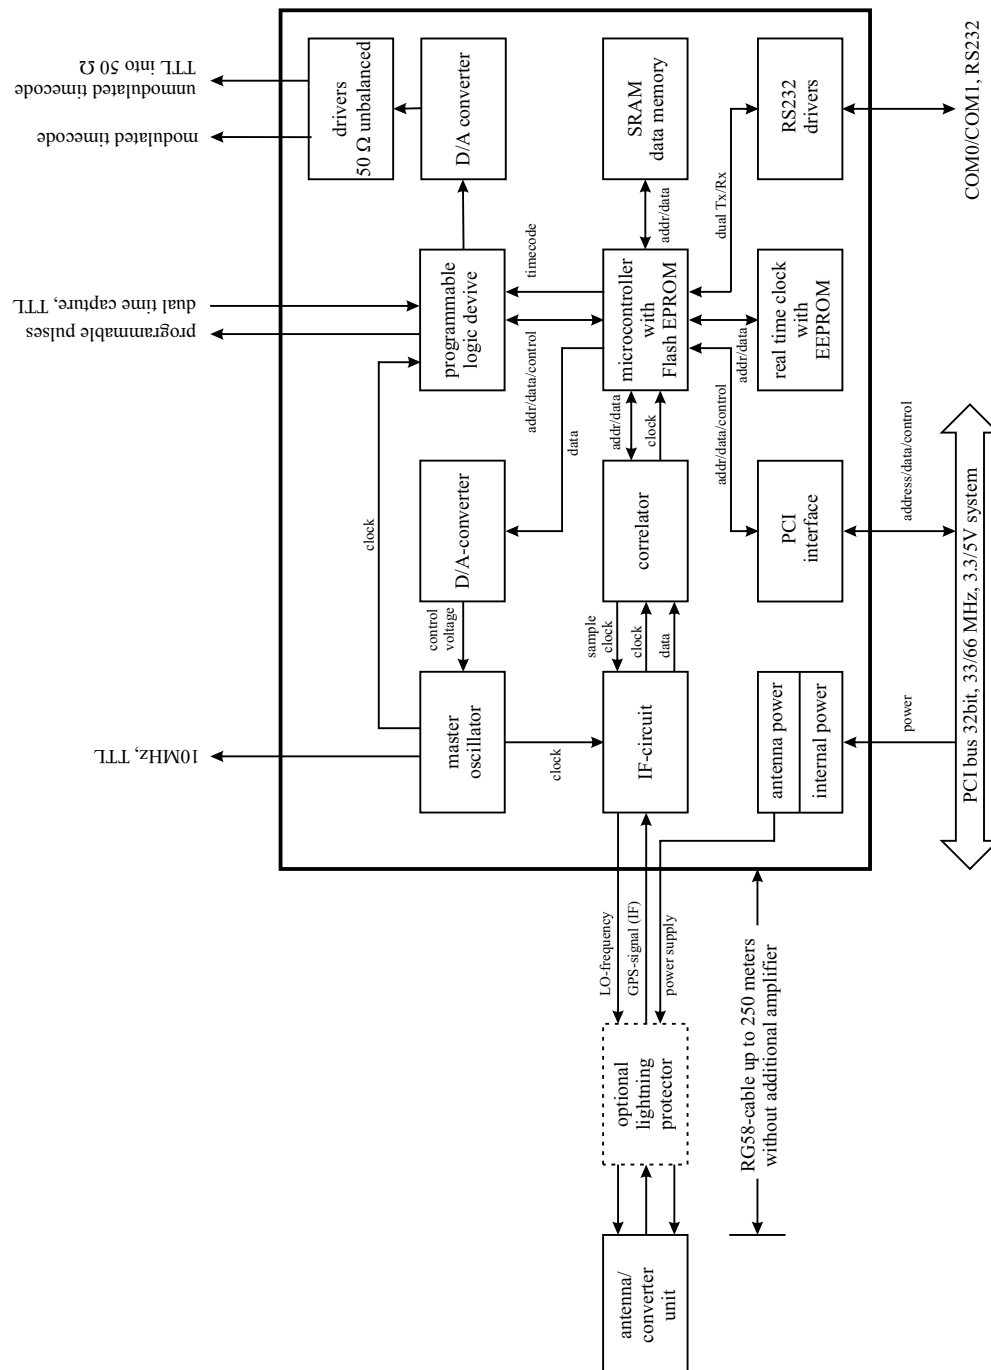 TTL into 50 Ω
unmodulated timecode
modulated timecode
dual time capture, TTL
programmable pulses
10MHz, TTL
drivers
50 Ω unbalanced
D/A converter
programmable
logic devive
clock
D/A-converter
control
voltage
master
oscillator
SRAM
data memory
addr/data
timecode
addr/data/control
data
microcontroller
with
Flash EPROM
addr/data
clock
correlator
sample
clock
clock
data
clock
IF-circuit
RS232
drivers
dual Tx/Rx
real time clock
with
EEPROM
addr/data
addr/data/control
PCI
interface
antenna power
internal power
COM0/COM1, RS232
address/data/control
power
PCI bus 32bit, 33/66 MHz, 3.3/5V system
LO-frequency
GPS-signal (IF)
power supply
optional
lightning
protector
RG58-cable up to 250 meters
without additional amplifier
antenna/
converter
unit